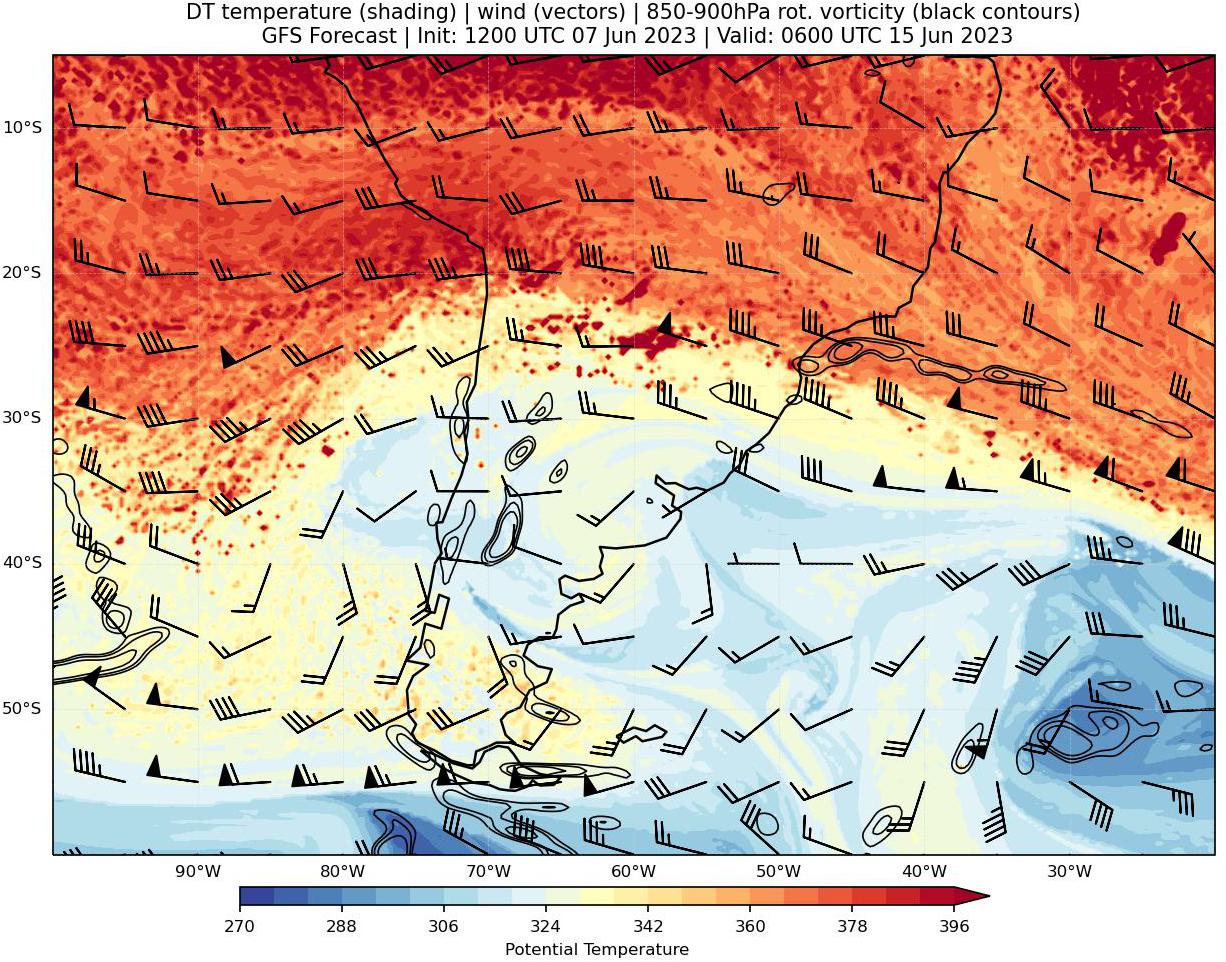 DT temperature (shading) | wind (vectors) | 850-900hPa rot. vorticity (black contours)
GFS Forecast | Init: 1200 UTC 07 Jun 2023 | Valid: 0600 UTC 15 Jun 2023
10°S
20°S
30°S
40°S
50°S
90°W 80°W 70°W 60°W 50°W 40°W 30°W
270 288 306 324 342 360 378 396
Potential Temperature